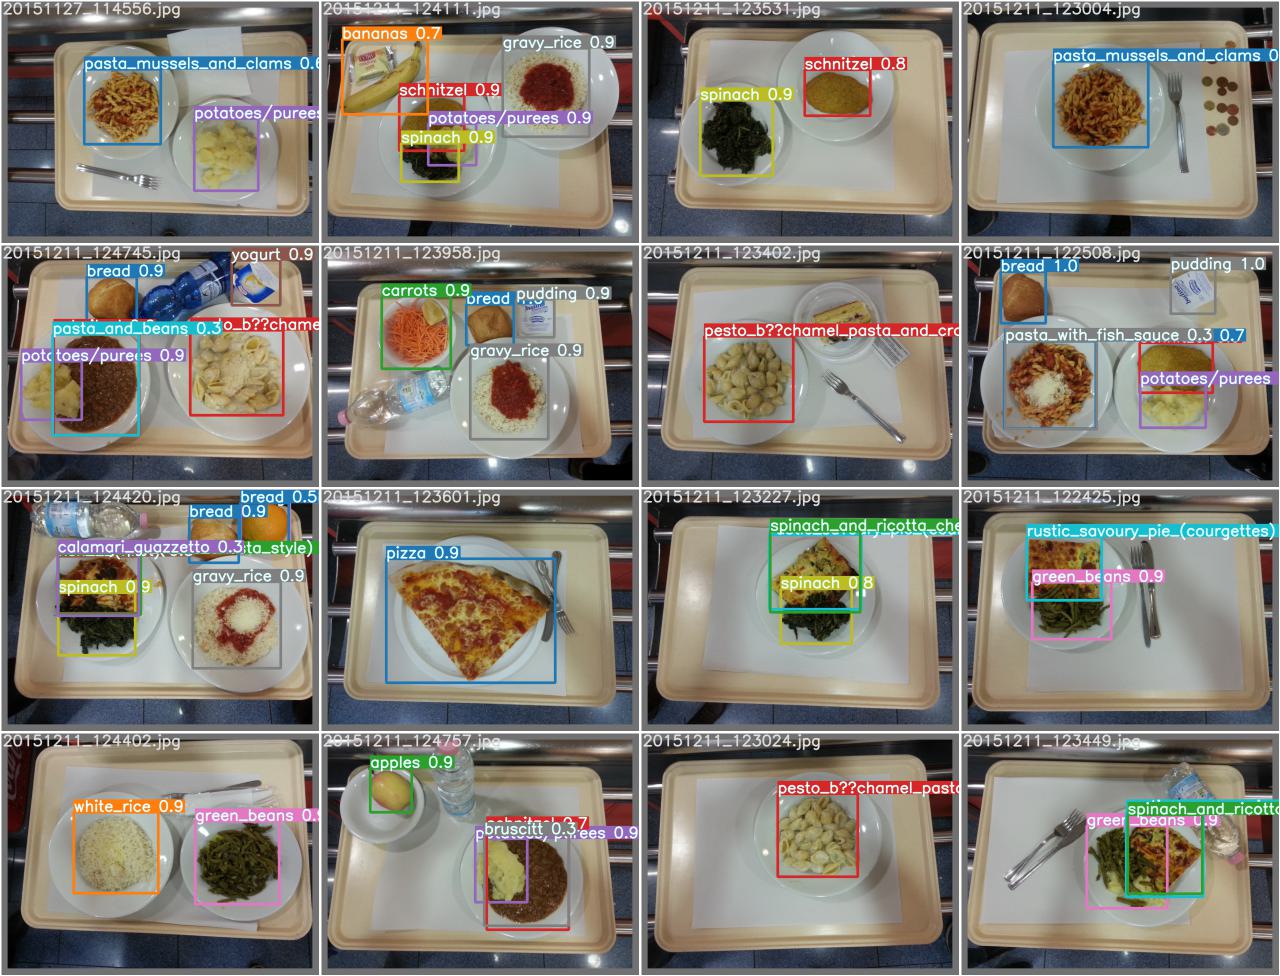 20151127_114556.jpg
pasta_mussels_and_clams 0.6
potatoes/purees
20151211_124111.jpg
bananas 0.7
gravy_rice 0.9
schnitzel 0.9
potatoes/purees 0.9
spinach 0.9
20151211_123531.jpg
schnitzel 0.8
spinach 0.9
20151211_123004.jpg
pasta_mussels_and_clams 0
20151211_124745.jpg
yogurt 0.9
bread 0.9
pasta_and_beans 0.3
o_b??chame
potatoes/purees 0.9
20151211_123958.jpg
carrots 0.9
pudding 0.9
bread
gravy_rice 0.9
20151211_123402.jpg
pesto_b??chamel_pasta_and_cro
20151211_122508.jpg
bread 1.0
pudding 1.0
pasta_with_fish_sauce 0.3 0.7
potatoes/purees
20151211_124420.jpg
bread 0.5
bread 0.9
calamari_guazzetto 0.3
ta_style)
gravy_rice 0.9
spinach 0.9
20151211_123601.jpg
pizza 0.9
20151211_123227.jpg
spinach_and_ricotta_che
spinach 0.8
20151211_122425.jpg
rustic_savoury_pie_(courgettes)
green_beans 0.9
20151211_124402.jpg
white_rice 0.9
green_beans 0.9
20151211_124757.jpg
apples 0.9
bruscitt 0.3
0.9
20151211_123024.jpg
pesto_b??chamel_pasta
20151211_123449.jpg
spinach_and_ricotta
green_beans 0.9